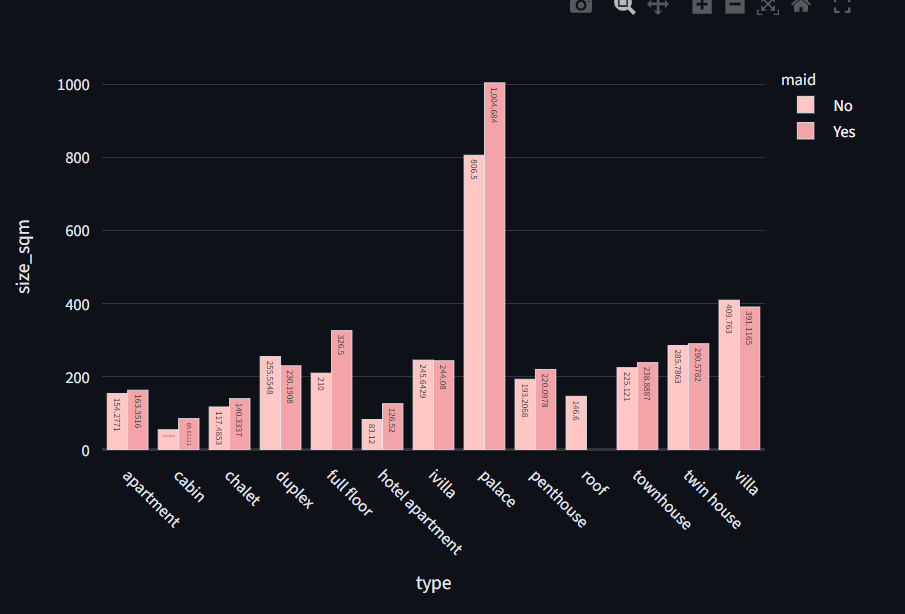 maid
No
Yes
1000
800
600
400
200
0
size_sqm
154.2771
163.3516
117.4853
140.3337
255.5548
230.1908
210
326.5
83.12
126.52
245.6429
244.08
806.5
1,004.684
193.2068
220.0978
146.6
225.121
238.8887
285.7863
290.5782
409.763
391.1165
apartment
cabin
chalet
duplex
full floor
hotel apartment
ivilla
palace
penthouse
roof
townhouse
twin house
villa
type